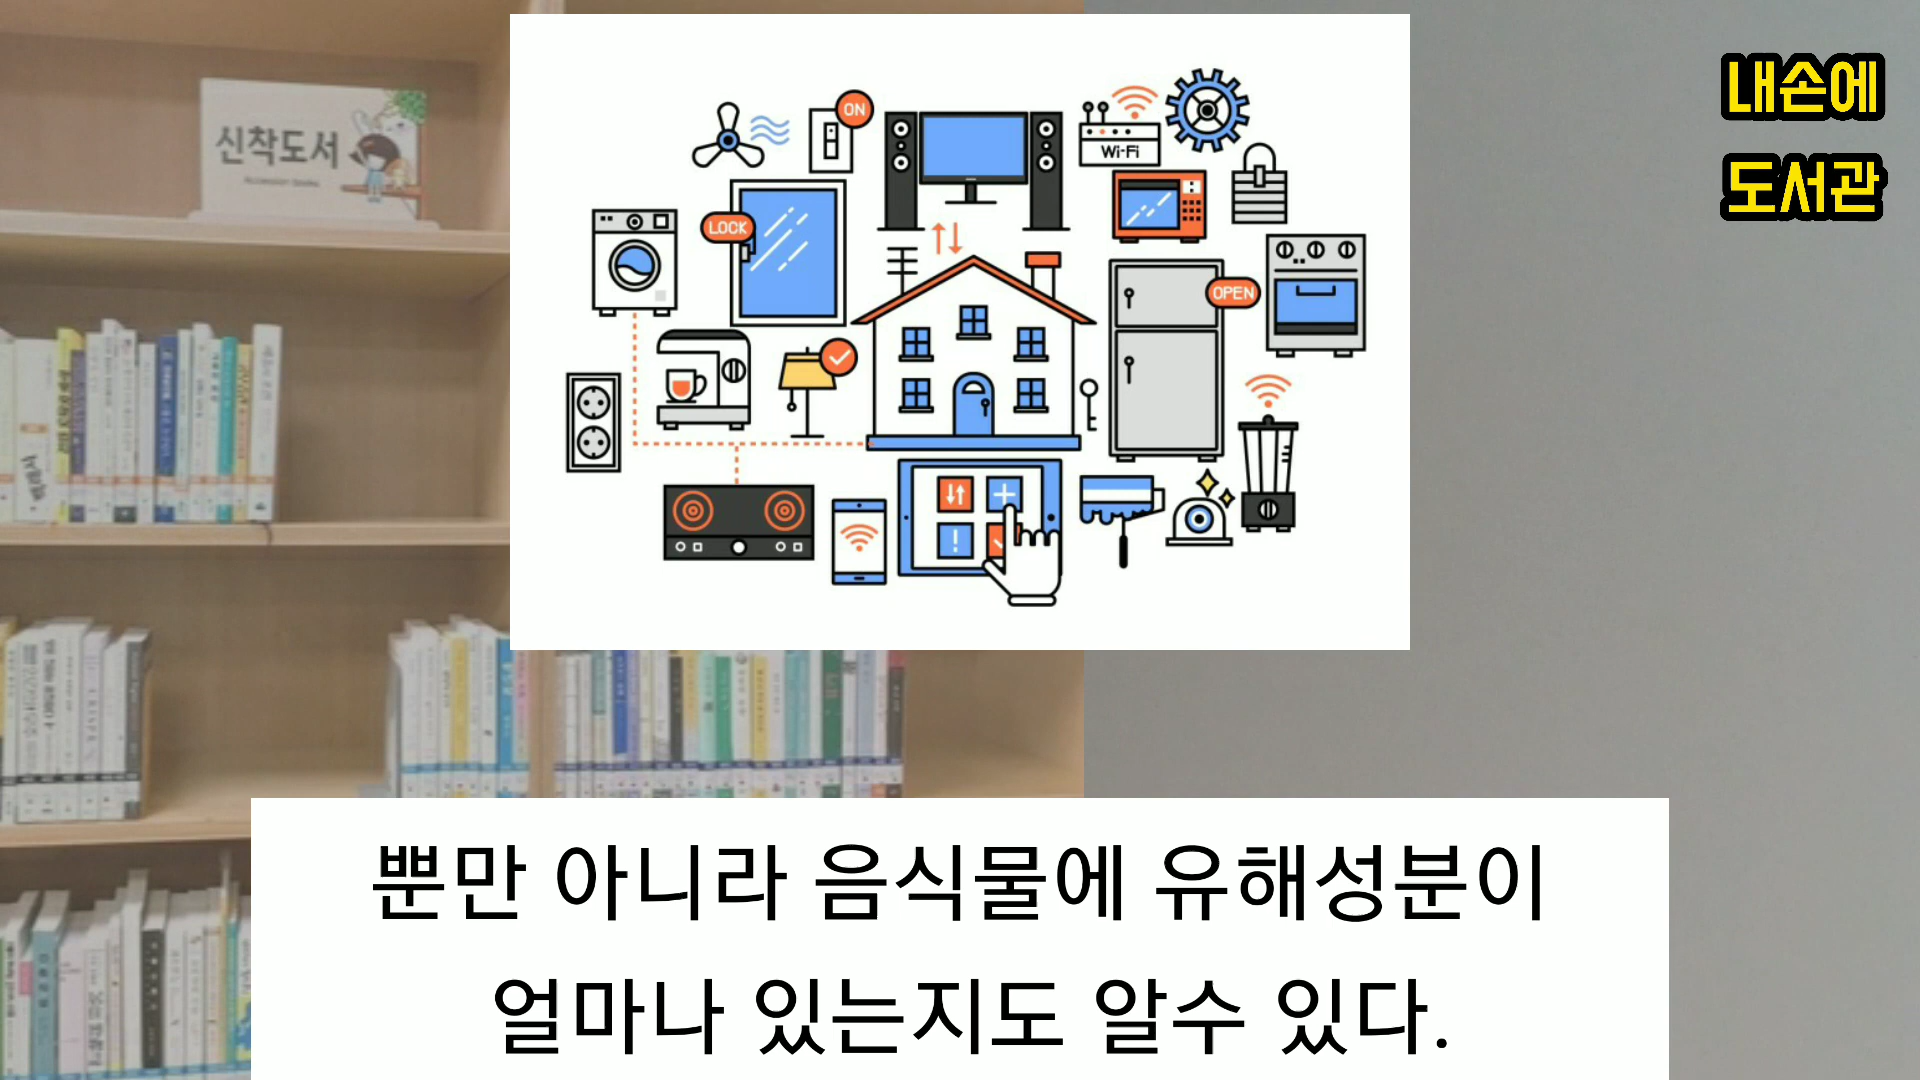 신착도서
Accession books
내손에
도서관
ON
LOCK
Wi-Fi
OPEN
뿐만 아니라 음식물에 유해성분이
얼마나 있는지도 알수 있다.